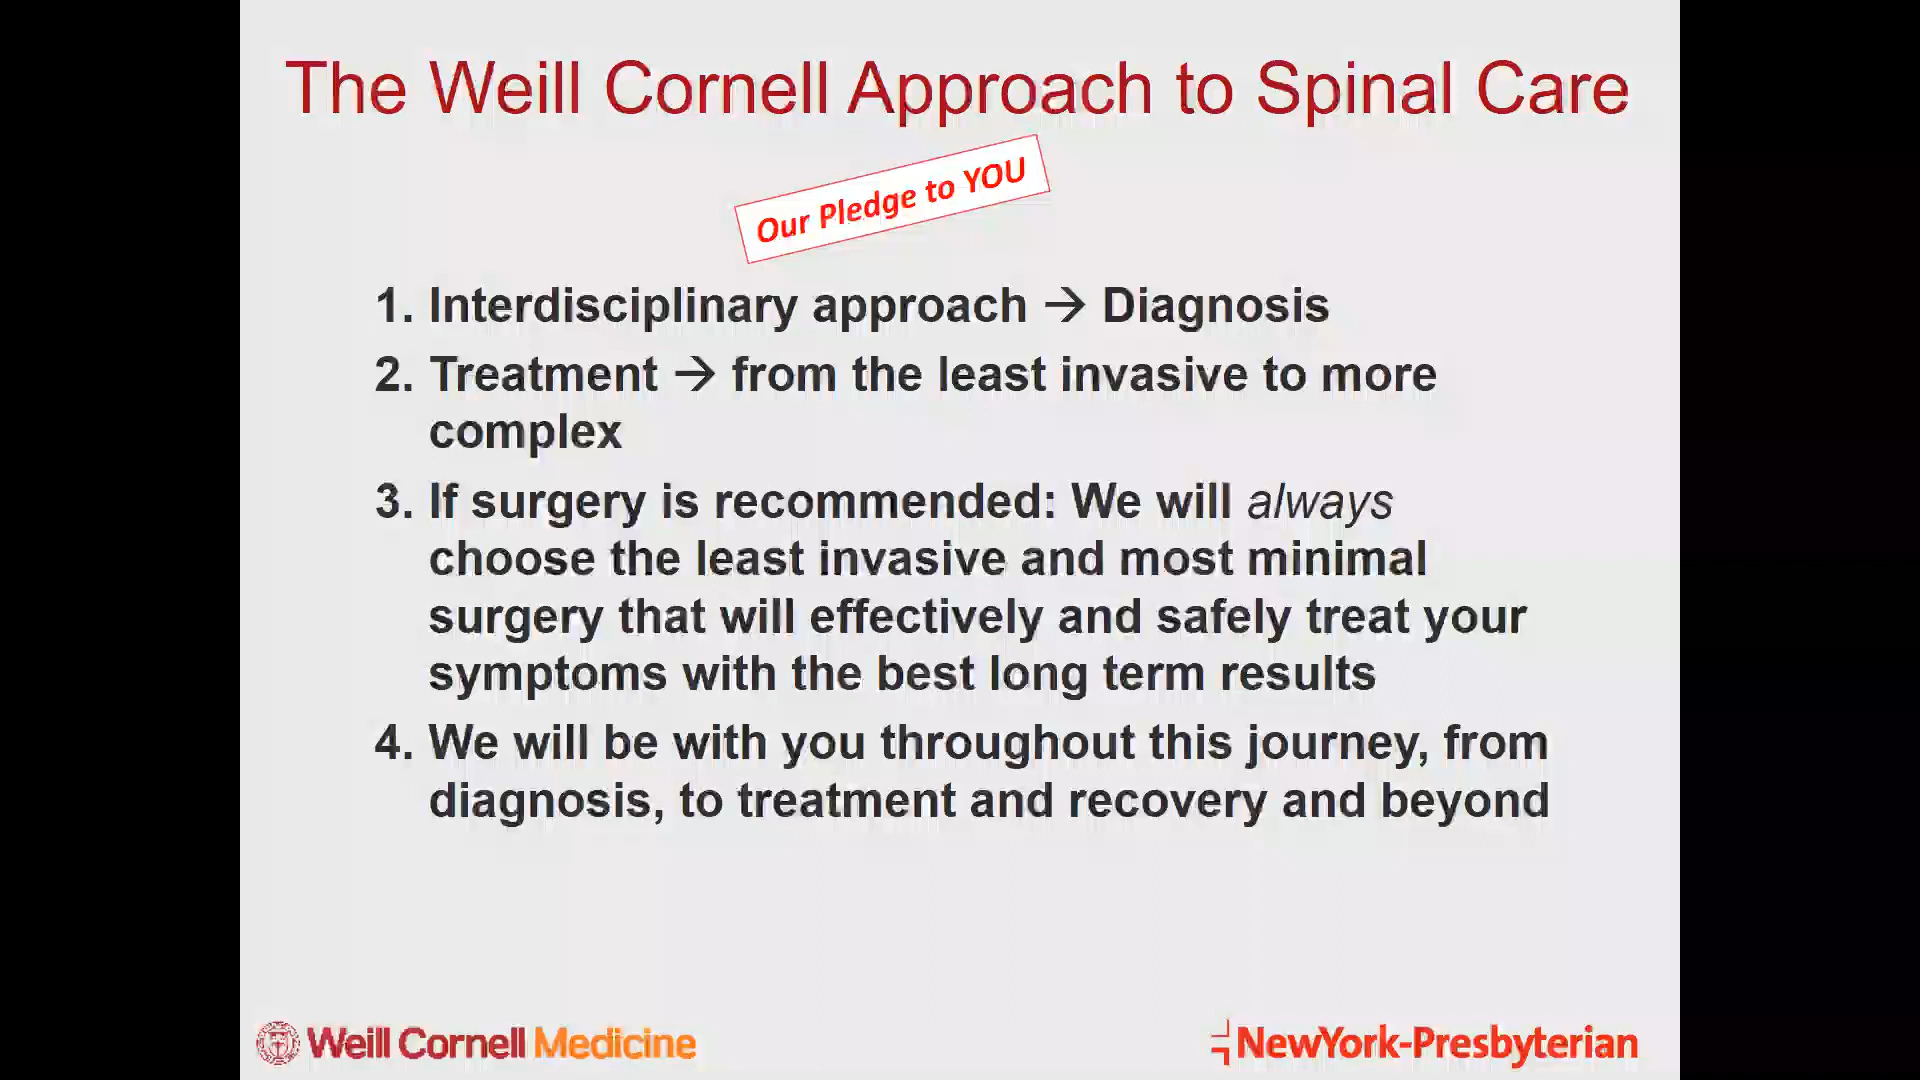 The Weill Cornell Approach to Spinal Care
Our Pledge to YOU
1. Interdisciplinary approach → Diagnosis
2. Treatment → from the least invasive to more
complex
3. If surgery is recommended: We will always
choose the least invasive and most minimal
surgery that will effectively and safely treat your
symptoms with the best long term results
4. We will be with you throughout this journey, from
diagnosis, to treatment and recovery and beyond
Weill Cornell Medicine
NewYork-Presbyterian